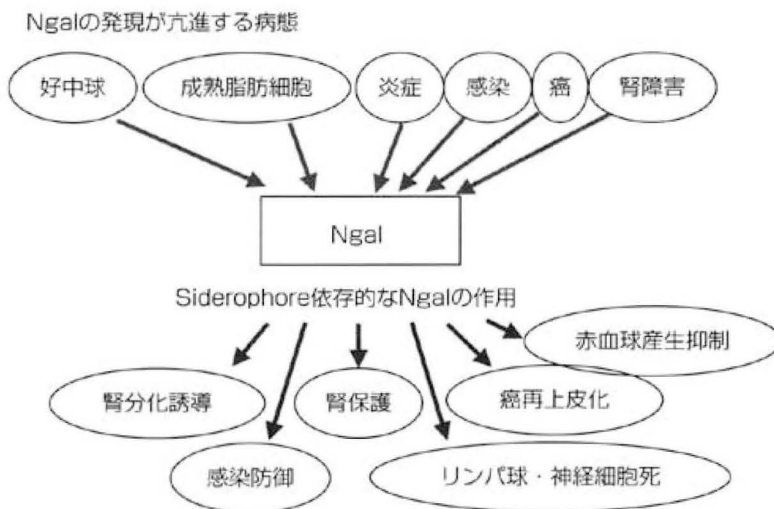 Ngalの発現が亢進する病態
好中球 成熟脂肪細胞 炎症 感染 癌 腎障害
Ngal
Siderophore依存的なNgalの作用
赤血球産生抑制
腎分化誘導 腎保護 癌再上皮化
感染防御 リンパ球・神経細胞死